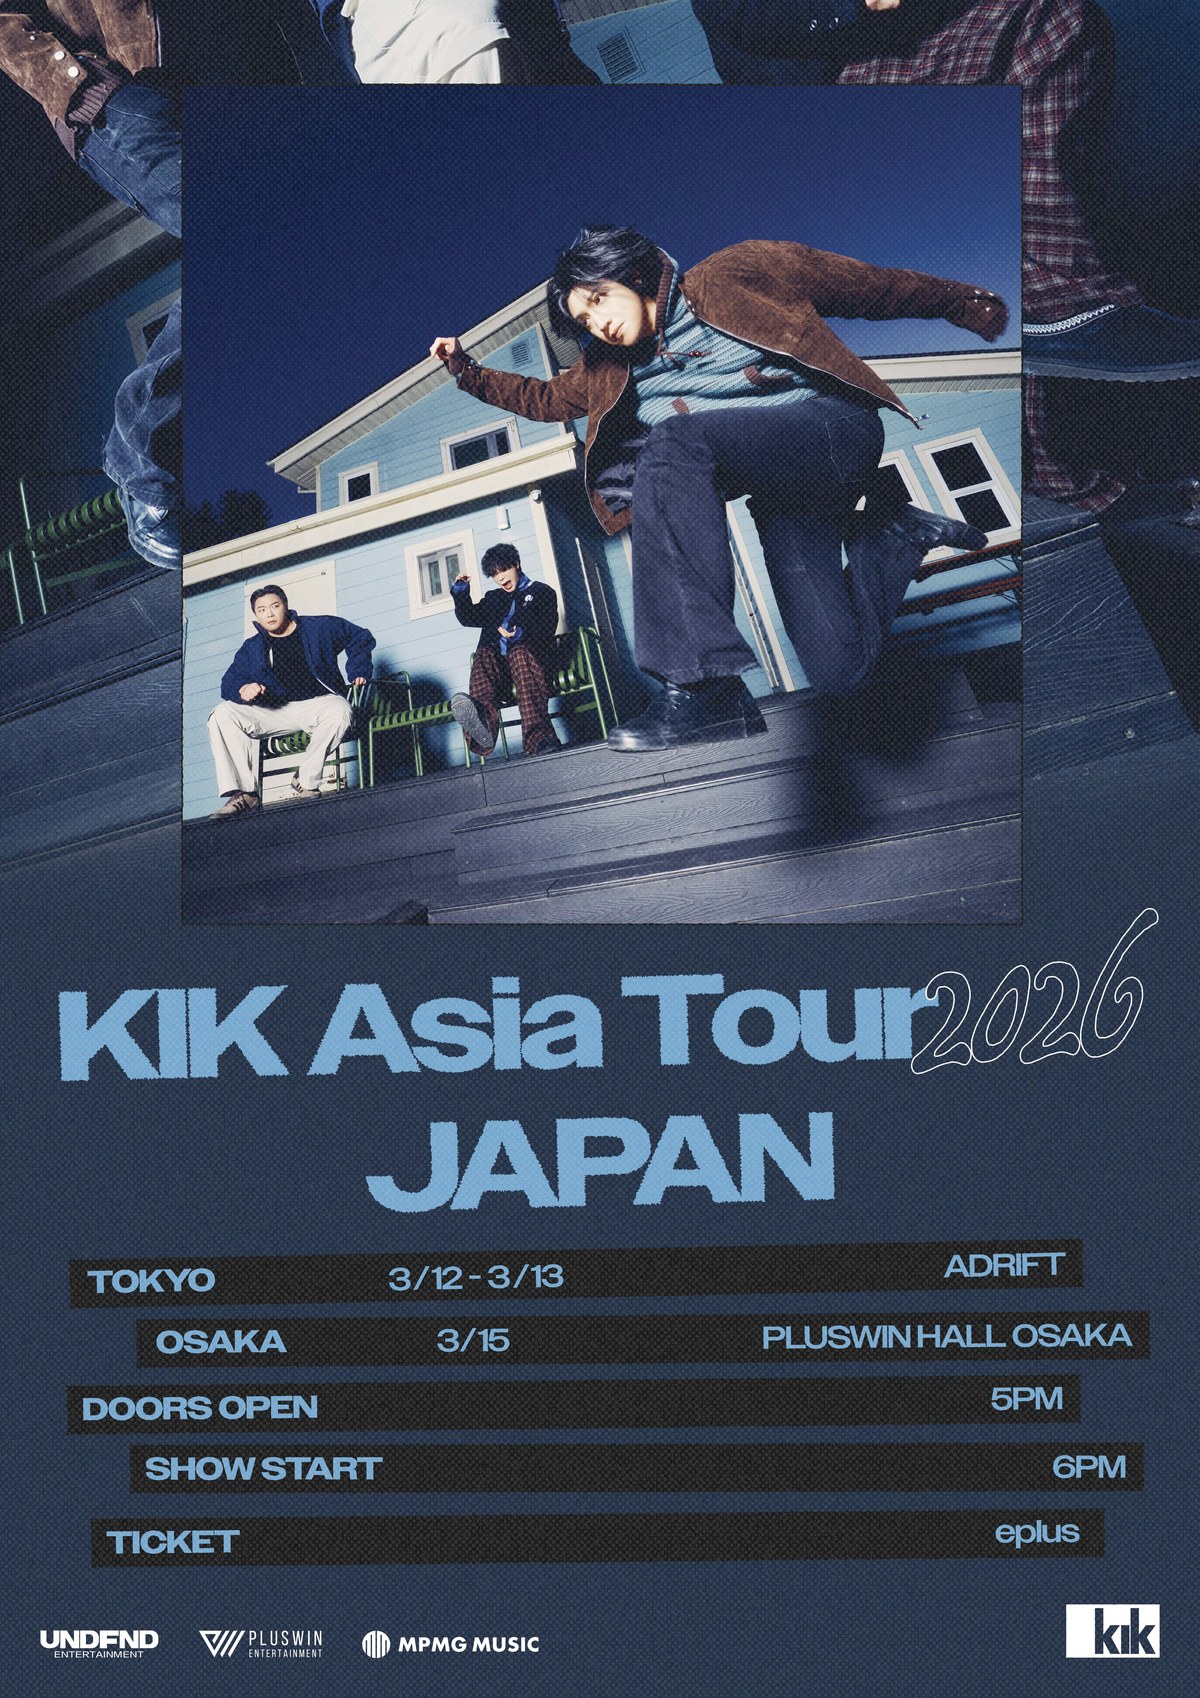 KIK Asia Tour 2026
JAPAN
TOKYO 3/12 - 3/13 ADRIFT
OSAKA 3/15 PLUSWIN HALL OSAKA
DOORS OPEN 5PM
SHOW START 6PM
TICKET eplus
UNDFND
ENTERTAINMENT
PLUSWIN
ENTERTAINMENT
MPMG MUSIC
kik